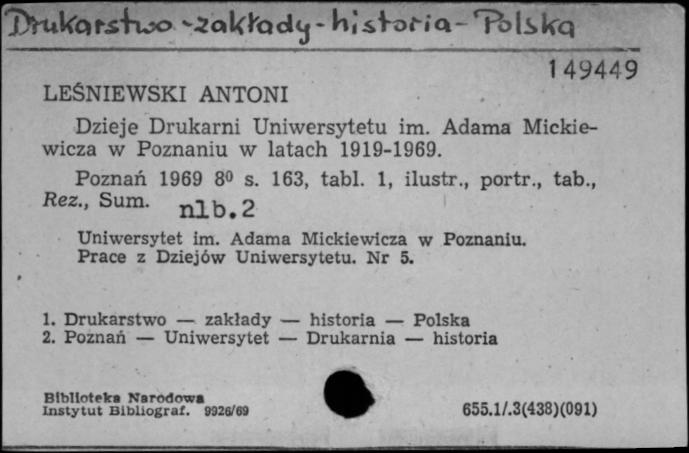 Drukarstwo-zakłady-historia-Polska
149449
LEŚNIEWSKI ANTONI
Dzieje Drukarni Uniwersytetu im. Adama Mickie-
wicza w Poznaniu w latach 1919-1969.
Poznań 1969 8⁰ s. 163, tabl. 1, ilustr., portr., tab.,
Rez., Sum. nlb.2
Uniwersytet im. Adama Mickiewicza w Poznaniu.
Prace z Dziejów Uniwersytetu. Nr 5.
1. Drukarstwo — zakłady — historia — Polska
2. Poznań — Uniwersytet — Drukarnia — historia
Biblioteka Narodowa
Instytut Bibliograf. 9926/69
655.1/.3(438)(091)